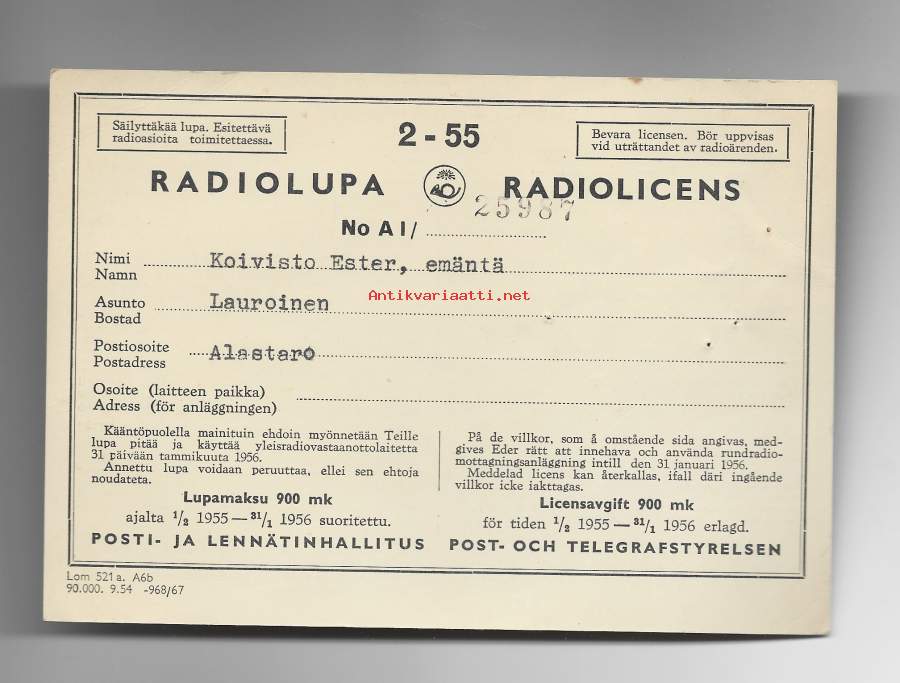 Säilyttäkää lupa. Esitettävä
radioasioita toimitettaessa.
2 - 55
Bevara licensen. Bör uppvisas
vid uträttandet av radioärenden.
RADIOLUPA RADIOLICENS
No A I/ 25987
Nimi Koivisto Ester, emäntä
Namn
Asunto Lauroinen
Bostad
Antikvariaatti.net
Postiosoite Alastaro
Postadress
Osoite (laitteen paikka)
Adress (för anläggningen)
Kääntöpuolella mainituin ehdoin myönnetään Teille
lupa pitää ja käyttää yleisradiovastaanottolaitetta
31 päivään tammikuuta 1956.
Annettu lupa voidaan peruuttaa, ellei sen ehtoja
noudateta.
Lupamaksu 900 mk
ajalta 1/2 1955 — 31/1 1956 suoritettu.
POSTI- JA LENNÄTINHALLITUS
På de villkor, som å omstående sida angivas, med-
gives Eder rätt att innehava och använda rundradio-
mottagningsanläggning intill den 31 januari 1956.
Meddelad licens kan återkallas, ifall däri ingående
villkor icke iakttagas.
Licensavgift 900 mk
för tiden 1/2 1955 — 31/1 1956 erlagd.
POST- OCH TELEGRAFSTYRELSEN
Lom 521 a. A6b
90.000. 9.54 -968/67